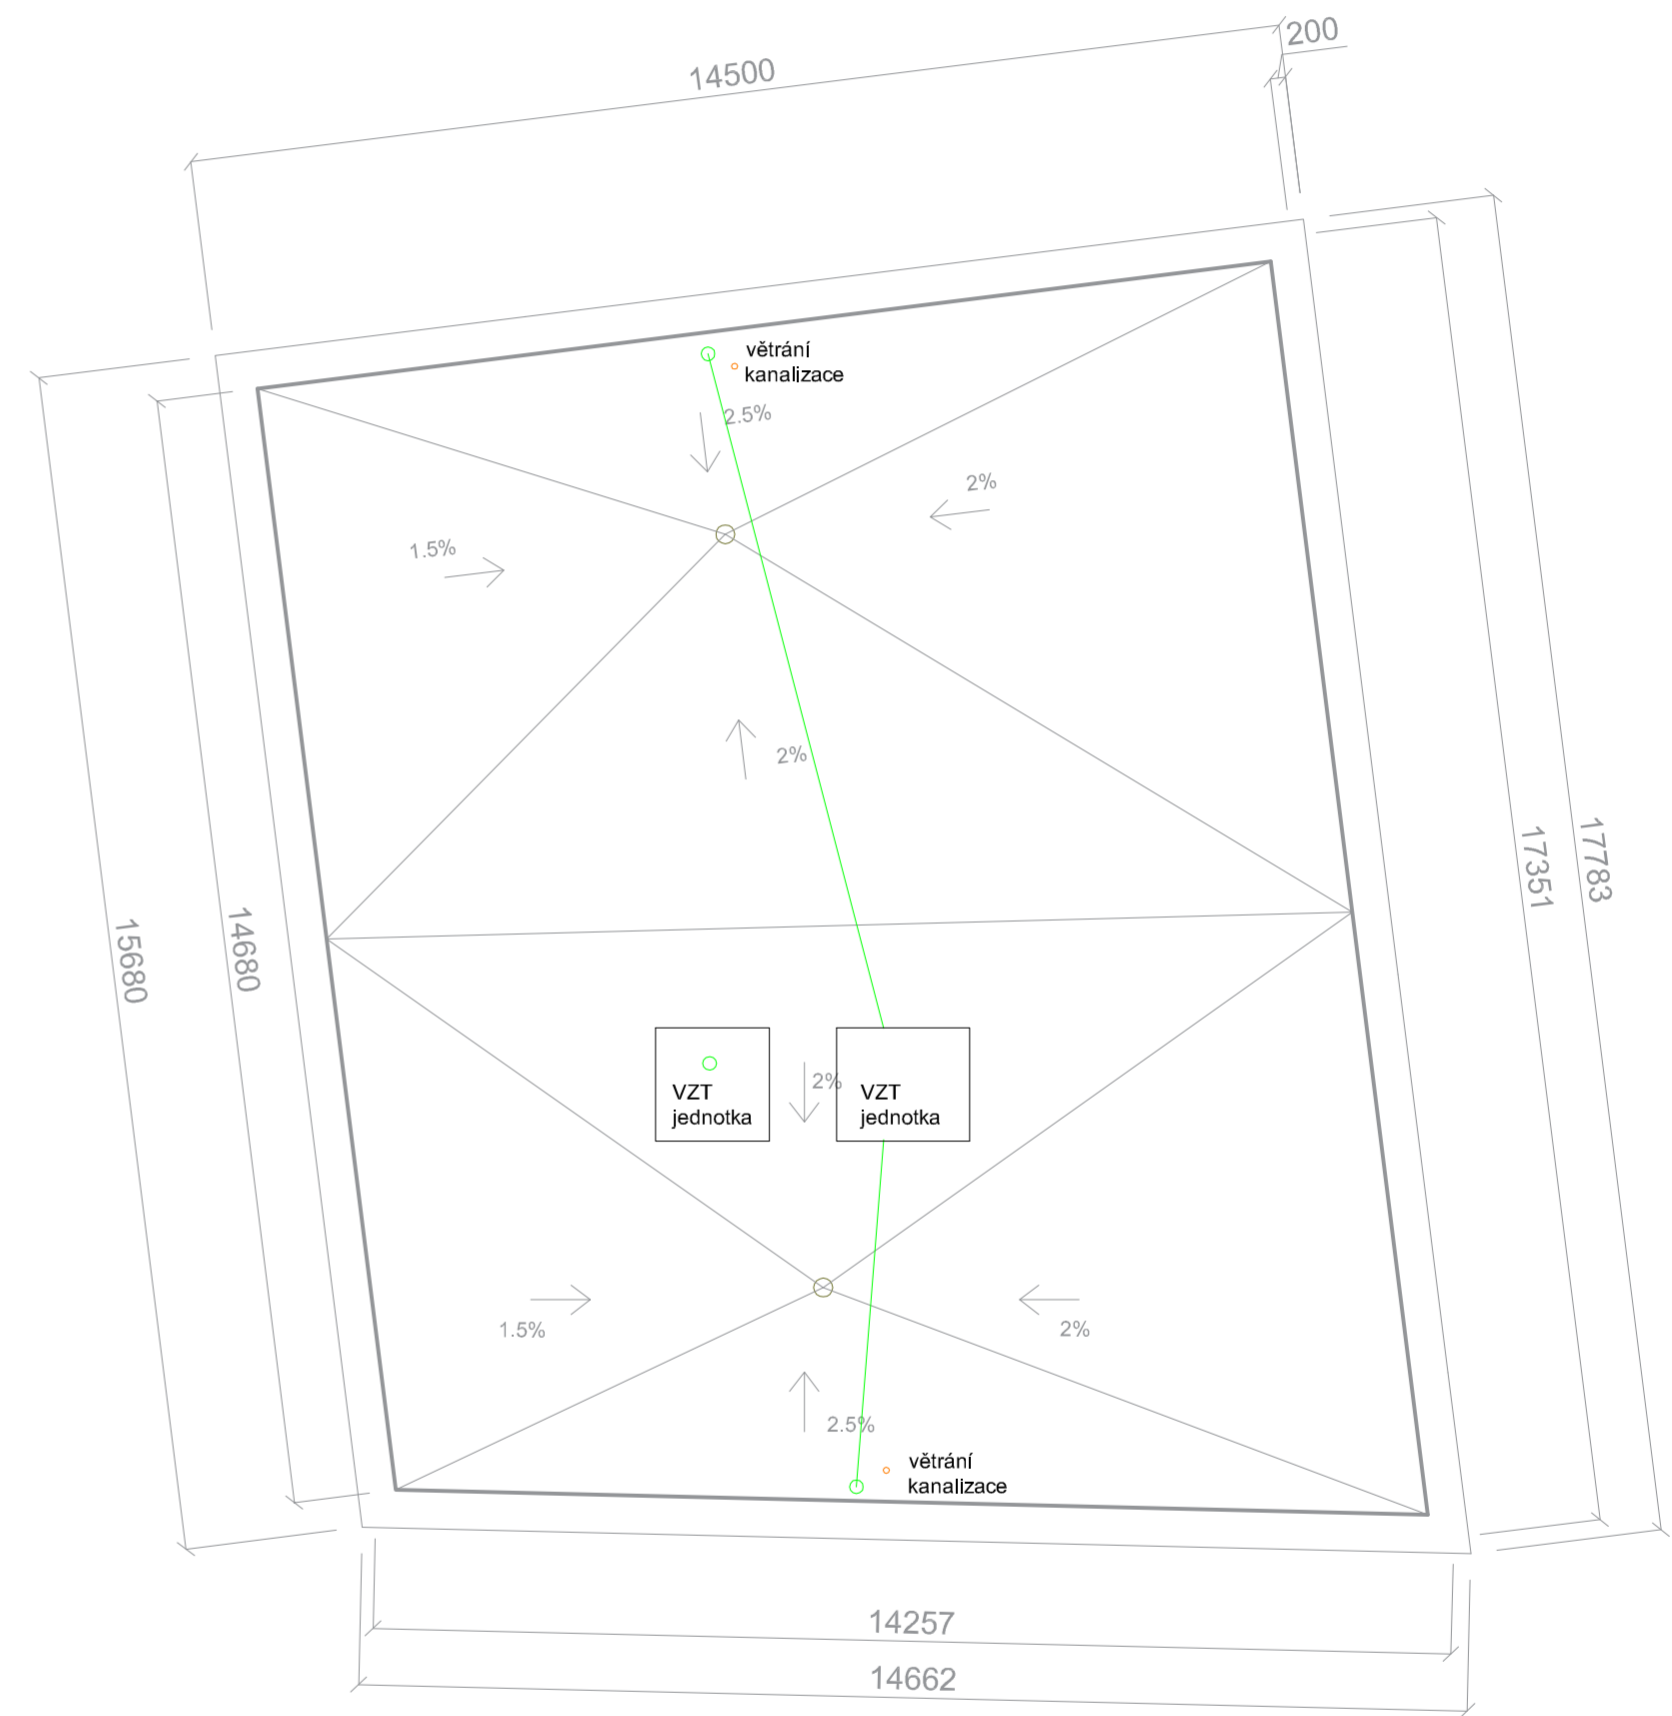 200
14500
větrání
kanalizace
2.5%
2%
1.5%
2%
17783
17351
15680
14680
2%
VZT
jednotka
VZT
jednotka
1.5%
2%
2.5%
větrání
kanalizace
14257
14662